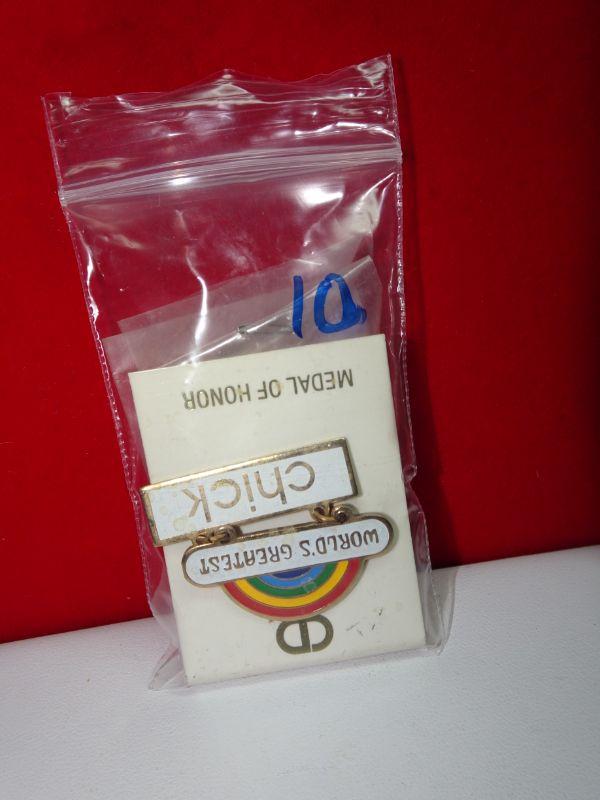 10
WORLD'S GREATEST
chick
MEDAL OF HONOR